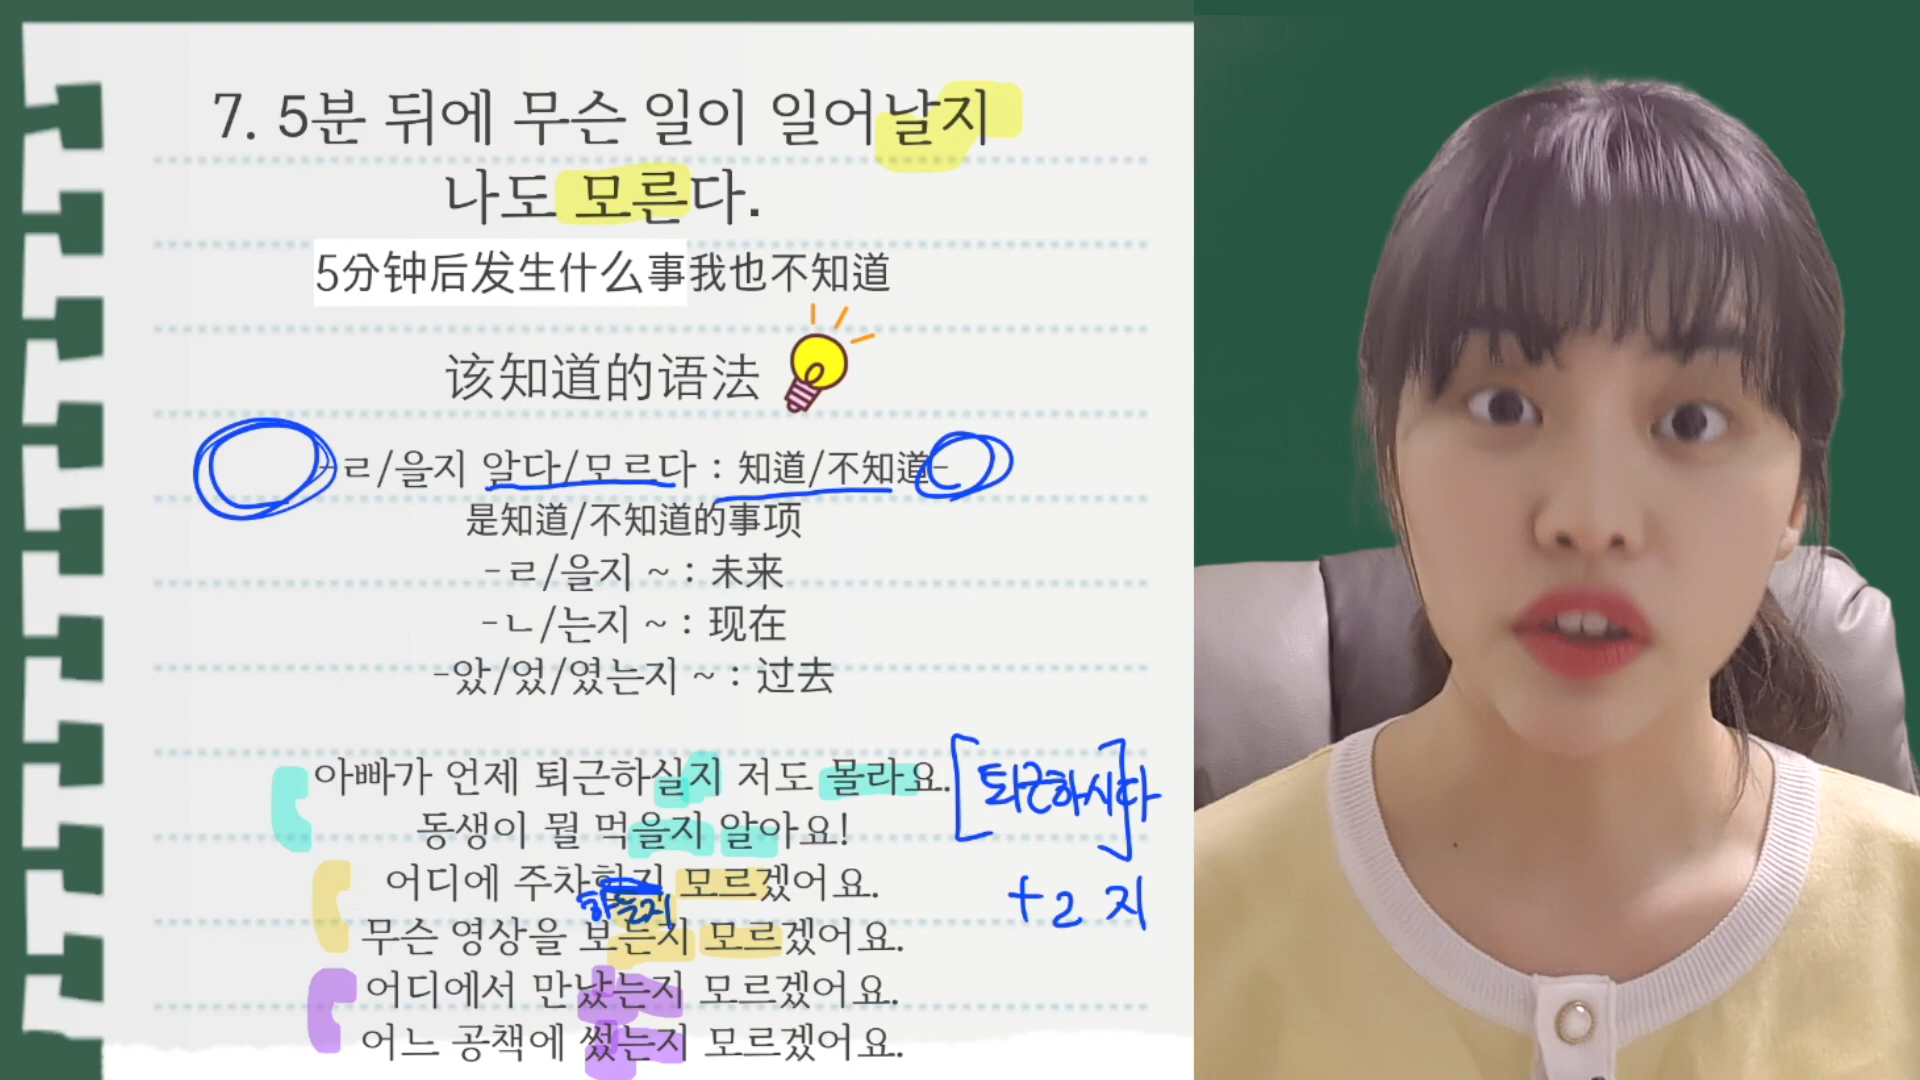 7. 5분 뒤에 무슨 일이 일어날지
나도 모른다.
5分钟后发生什么事我也不知道
该知道的语法
-ㄹ/을지 알다/모르다 : 知道/不知道-
是知道/不知道的事项
-ㄹ/을지 ~ : 未来
-ㄴ/는지 ~ : 现在
-았/었/였는지 ~ : 过去
아빠가 언제 퇴근하실지 저도 몰라요.
[퇴근하시다]
동생이 뭘 먹을지 알아요!
+ㄹ 지
어디에 주차할지 모르겠어요.
하는지
무슨 영상을 보는지 모르겠어요.
어디에서 만났는지 모르겠어요.
어느 공책에 썼는지 모르겠어요.